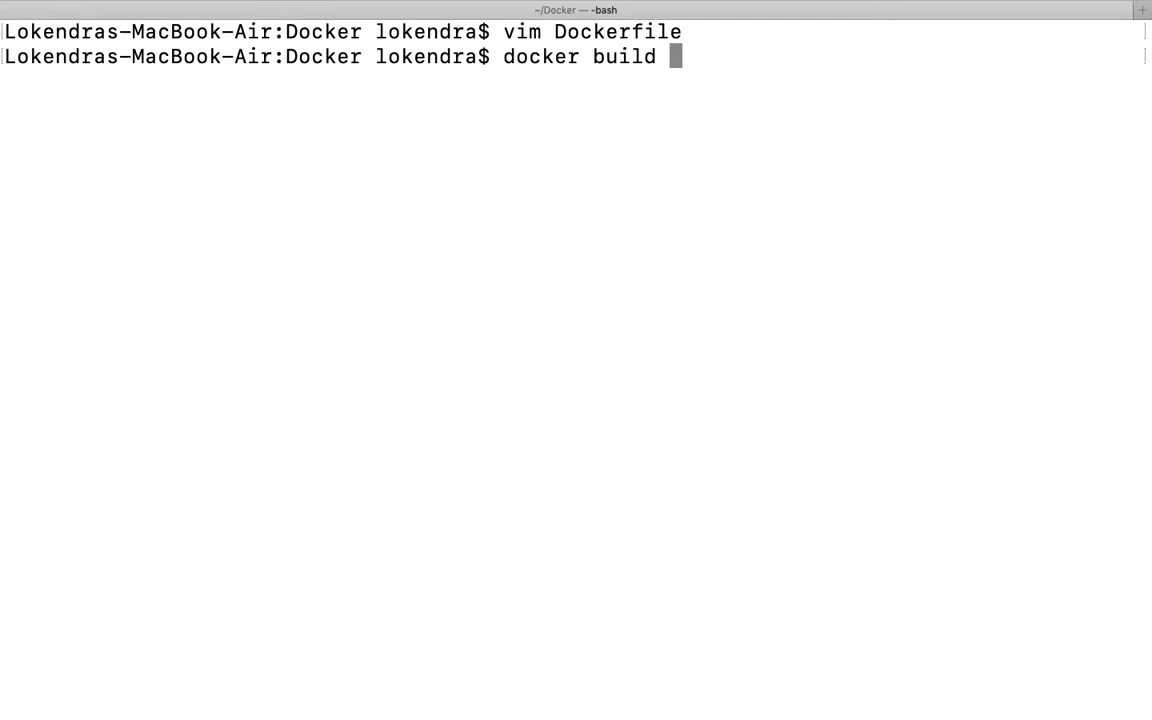 ~/Docker — -bash
Lokendras-MacBook-Air:Docker lokendra$ vim Dockerfile
Lokendras-MacBook-Air:Docker lokendra$ docker build